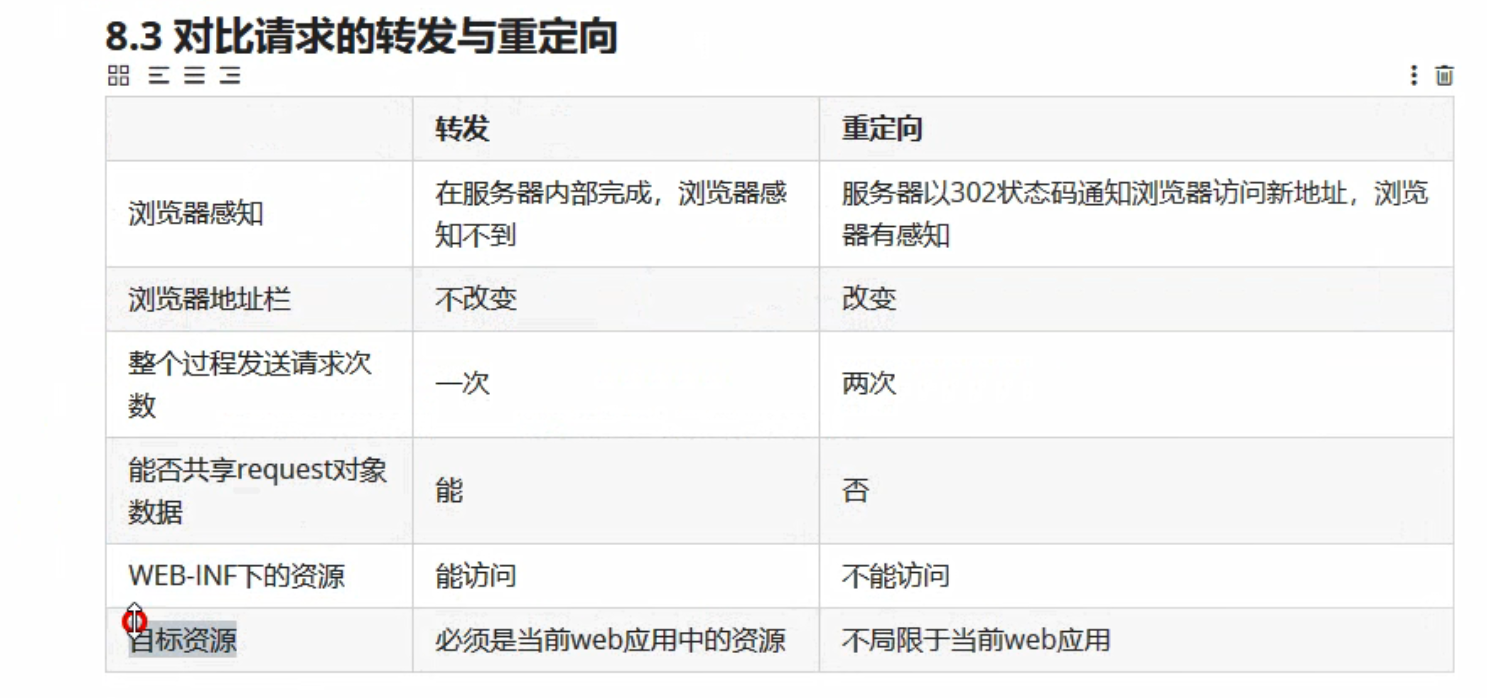 8.3 对比请求的转发与重定向
转发
重定向
浏览器感知
在服务器内部完成，浏览器感
知不到
服务器以302状态码通知浏览器访问新地址，浏览
器有感知
浏览器地址栏
不改变
改变
整个过程发送请求次
数
一次
两次
能否共享request对象
数据
能
否
WEB-INF下的资源
能访问
不能访问
目标资源
必须是当前web应用中的资源
不局限于当前web应用